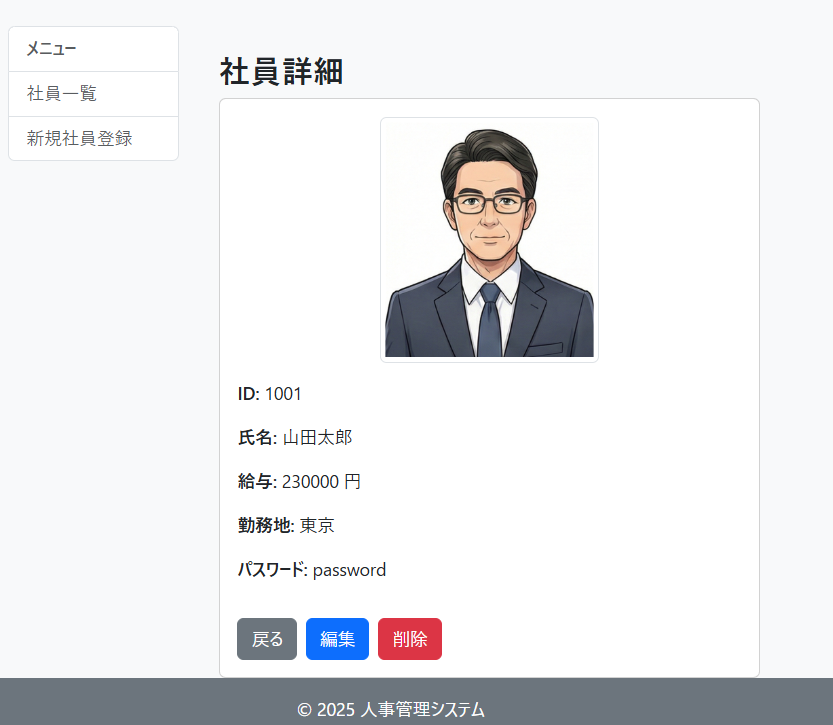 メニュー
社員一覧
新規社員登録
社員詳細
ID: 1001
氏名: 山田太郎
給与: 230000 円
勤務地: 東京
パスワード: password
戻る 編集 削除
© 2025 人事管理システム